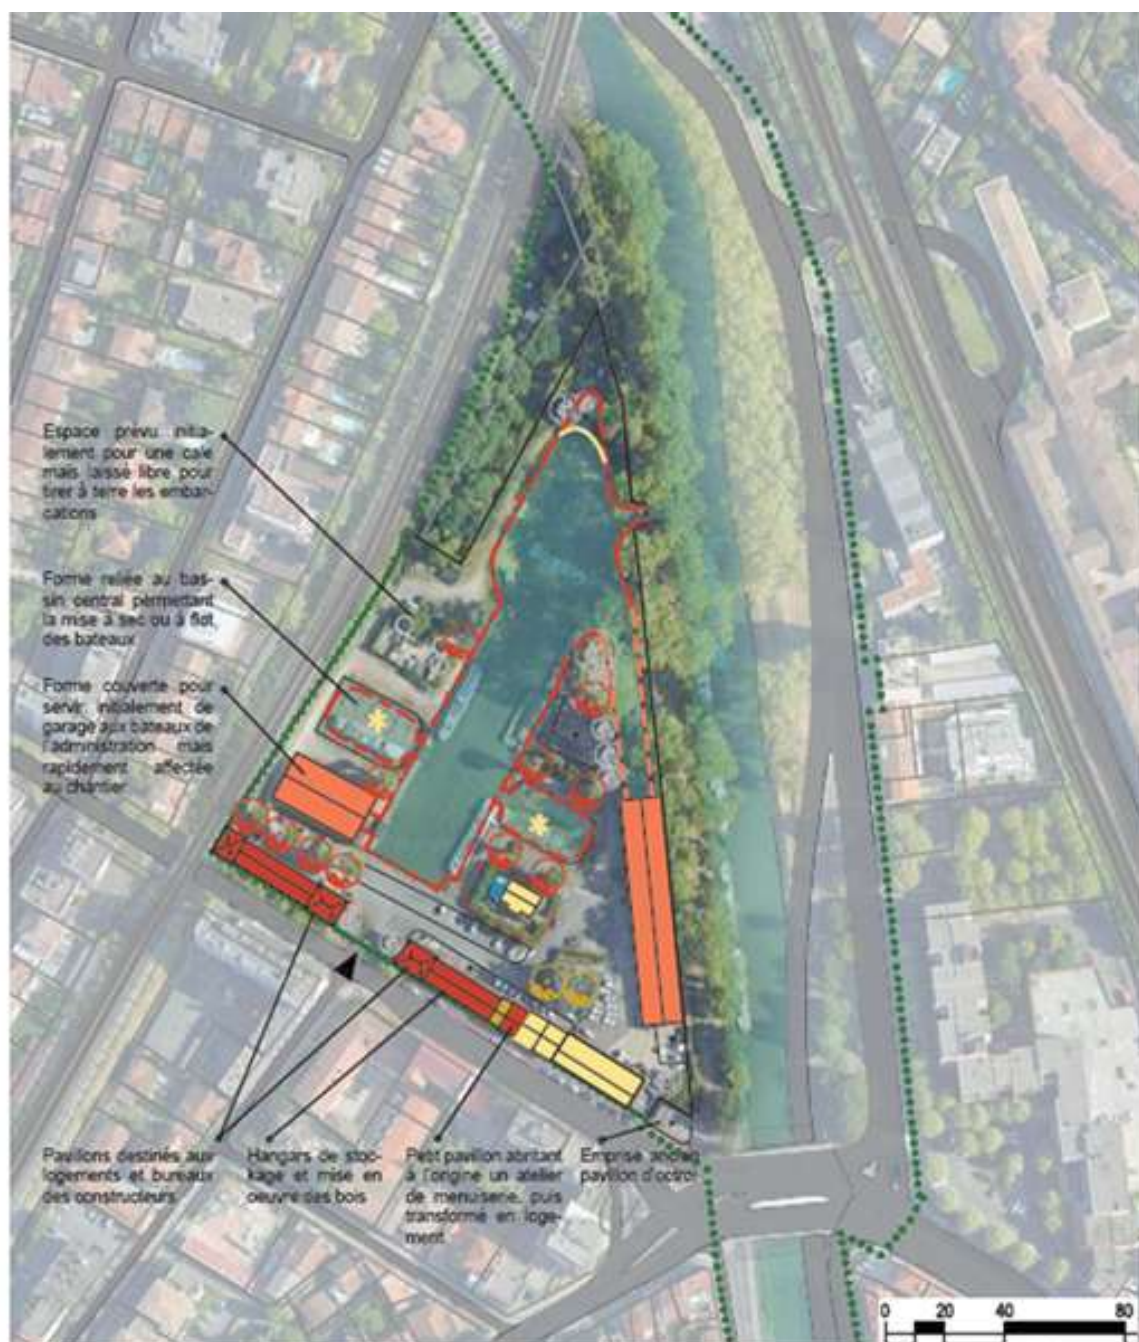 Espace prévu initia-
lement pour une cale
mais laissé libre pour
tirer à terre les embar-
cations
Forme reliée au bas-
sin central permettant
la mise à sec ou à flot
des bateaux
Forme couverte pour
servir initialement de
garage aux bateaux de
l'administration mais
rapidement affectée
au chantier
Pavillons destinés aux
logements et bureaux
des constructeurs
Hangars de stoc-
kage et mise en
oeuvre des bois
Petit pavillon abritant
à l'origine un atelier
de menuiserie, puis
transformé en loge-
ment
Emprise ancien
pavillon d'octroi
0 20 40 80